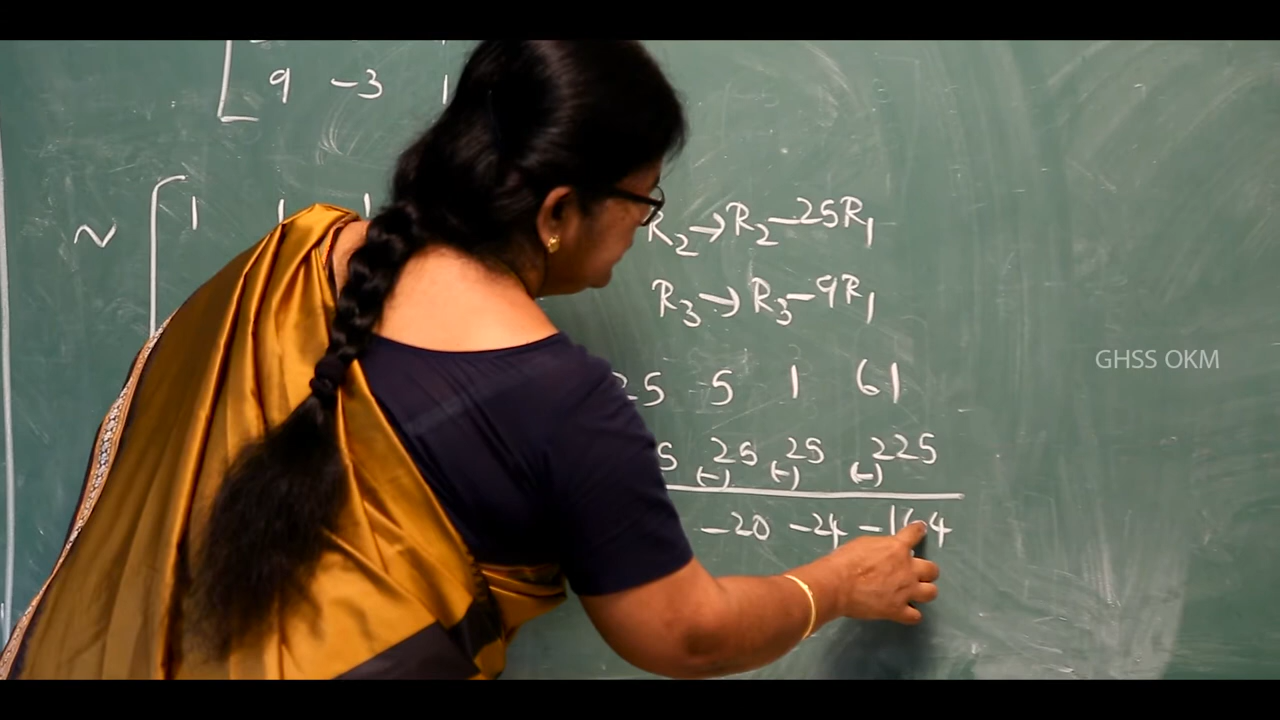 9 -3 1
~ 1 1 1 R₂→R₂-25R₁
R₃→R₃-9R₁
25 5 1 61
5 25 25 225
(-) (-) (-)
-20 -24 -164
GHSS OKM